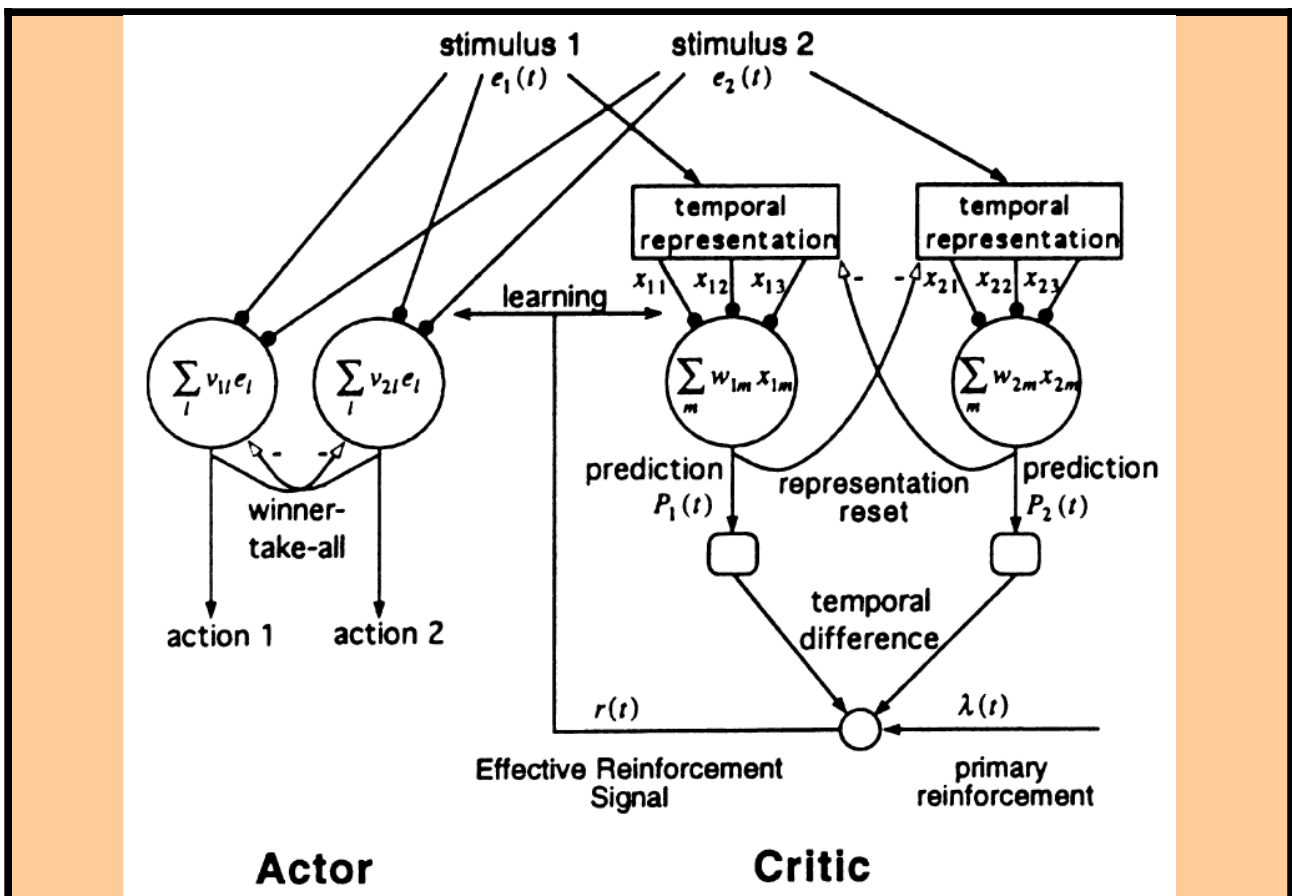 stimulus 1 stimulus 2
e₁(t) e₂(t)
temporal temporal
representation representation
x₁₁ x₁₂ x₁₃ - - x₂₁ x₂₂ x₂₃
learning
∑ v₁ₗ eₗ ∑ v₂ₗ eₗ ∑ w₁ₘ x₁ₘ ∑ w₂ₘ x₂ₘ
l l m m
- -
prediction prediction
P₁(t) representation P₂(t)
reset
winner-
take-all
temporal
difference
action 1 action 2
r(t) λ(t)
Effective Reinforcement primary
Signal reinforcement
Actor Critic